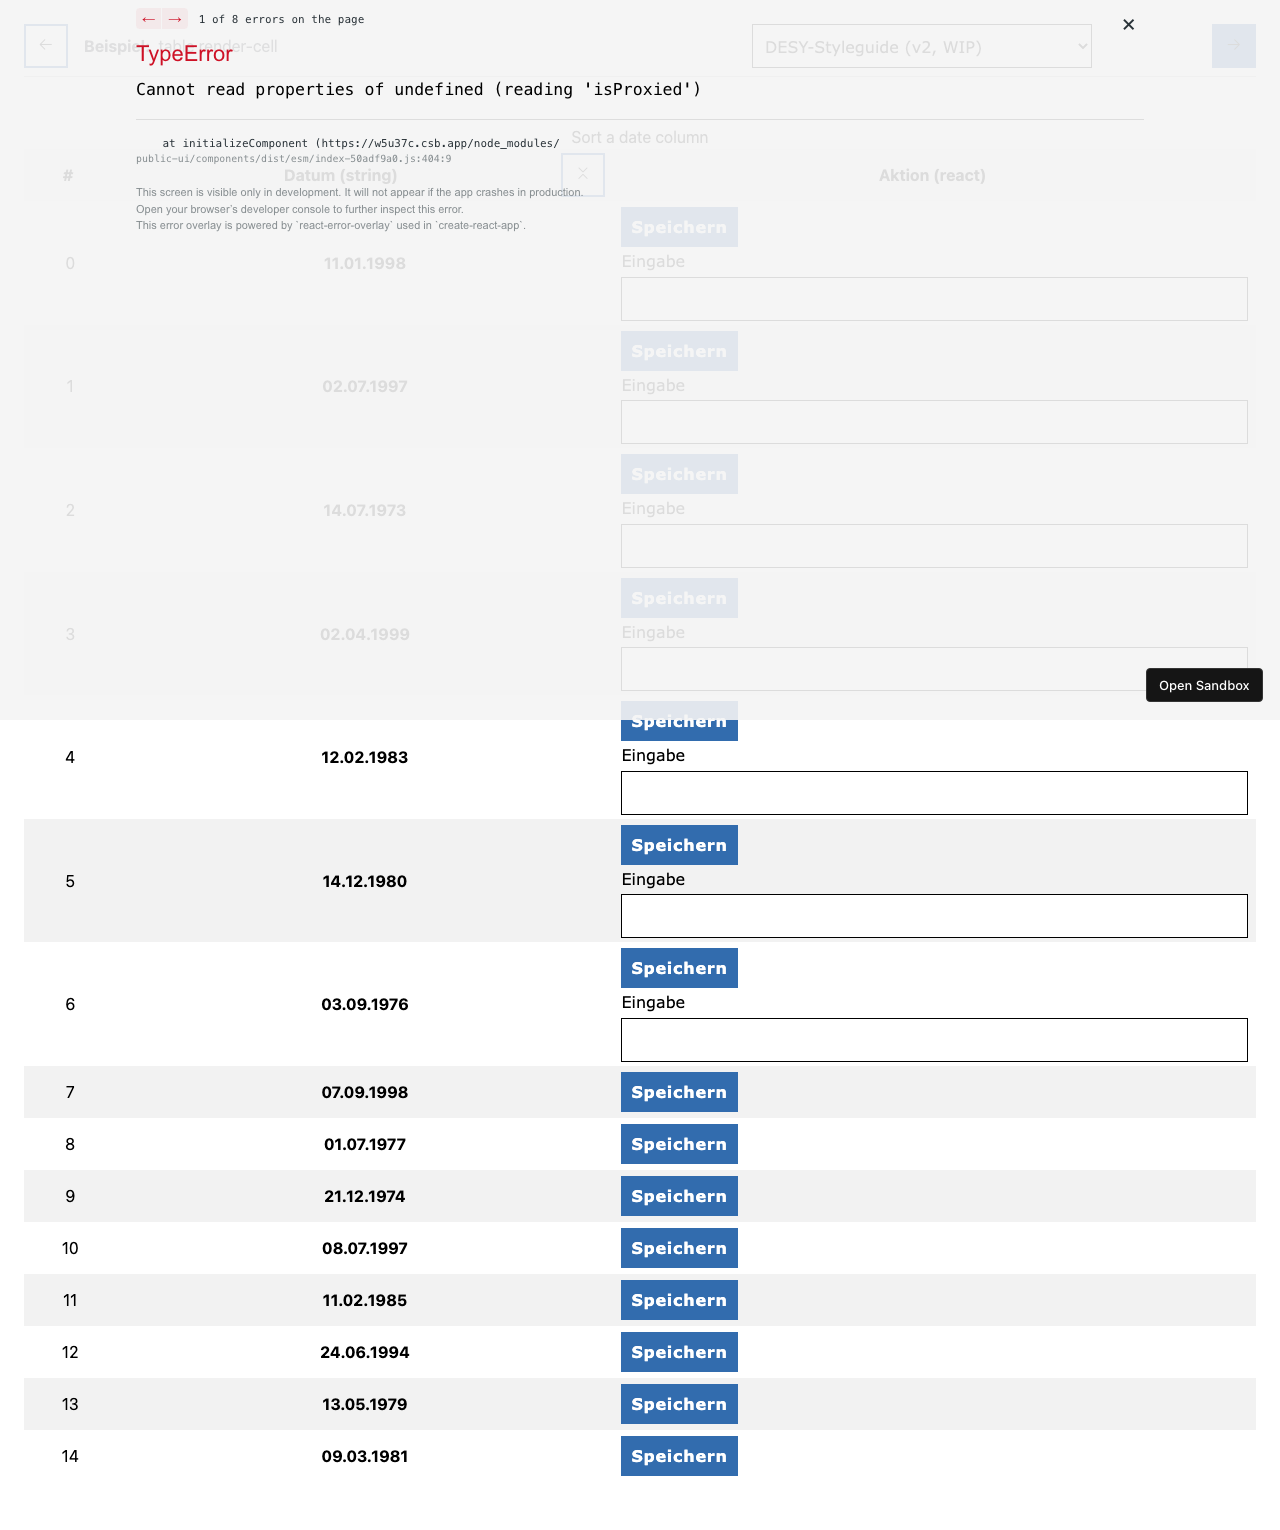 ← → 1 of 8 errors on the page
✕
← Beispiel table render-cell
DESY-Styleguide (v2, WIP)
→
TypeError
Cannot read properties of undefined (reading 'isProxied')
Sort a date column
at initializeComponent (https://w5u37c.csb.app/node_modules/
public-ui/components/dist/esm/index-50adf9a0.js:404:9
# Datum (string) Aktion (react)
This screen is visible only in development. It will not appear if the app crashes in production.
Open your browser’s developer console to further inspect this error.
This error overlay is powered by `react-error-overlay` used in `create-react-app`.
Speichern
0 11.01.1998 Eingabe
Speichern
1 02.07.1997 Eingabe
Speichern
2 14.07.1973 Eingabe
Speichern
3 02.04.1999 Eingabe
Open Sandbox
Speichern
4 12.02.1983 Eingabe
Speichern
5 14.12.1980 Eingabe
Speichern
6 03.09.1976 Eingabe
7 07.09.1998 Speichern
8 01.07.1977 Speichern
9 21.12.1974 Speichern
10 08.07.1997 Speichern
11 11.02.1985 Speichern
12 24.06.1994 Speichern
13 13.05.1979 Speichern
14 09.03.1981 Speichern